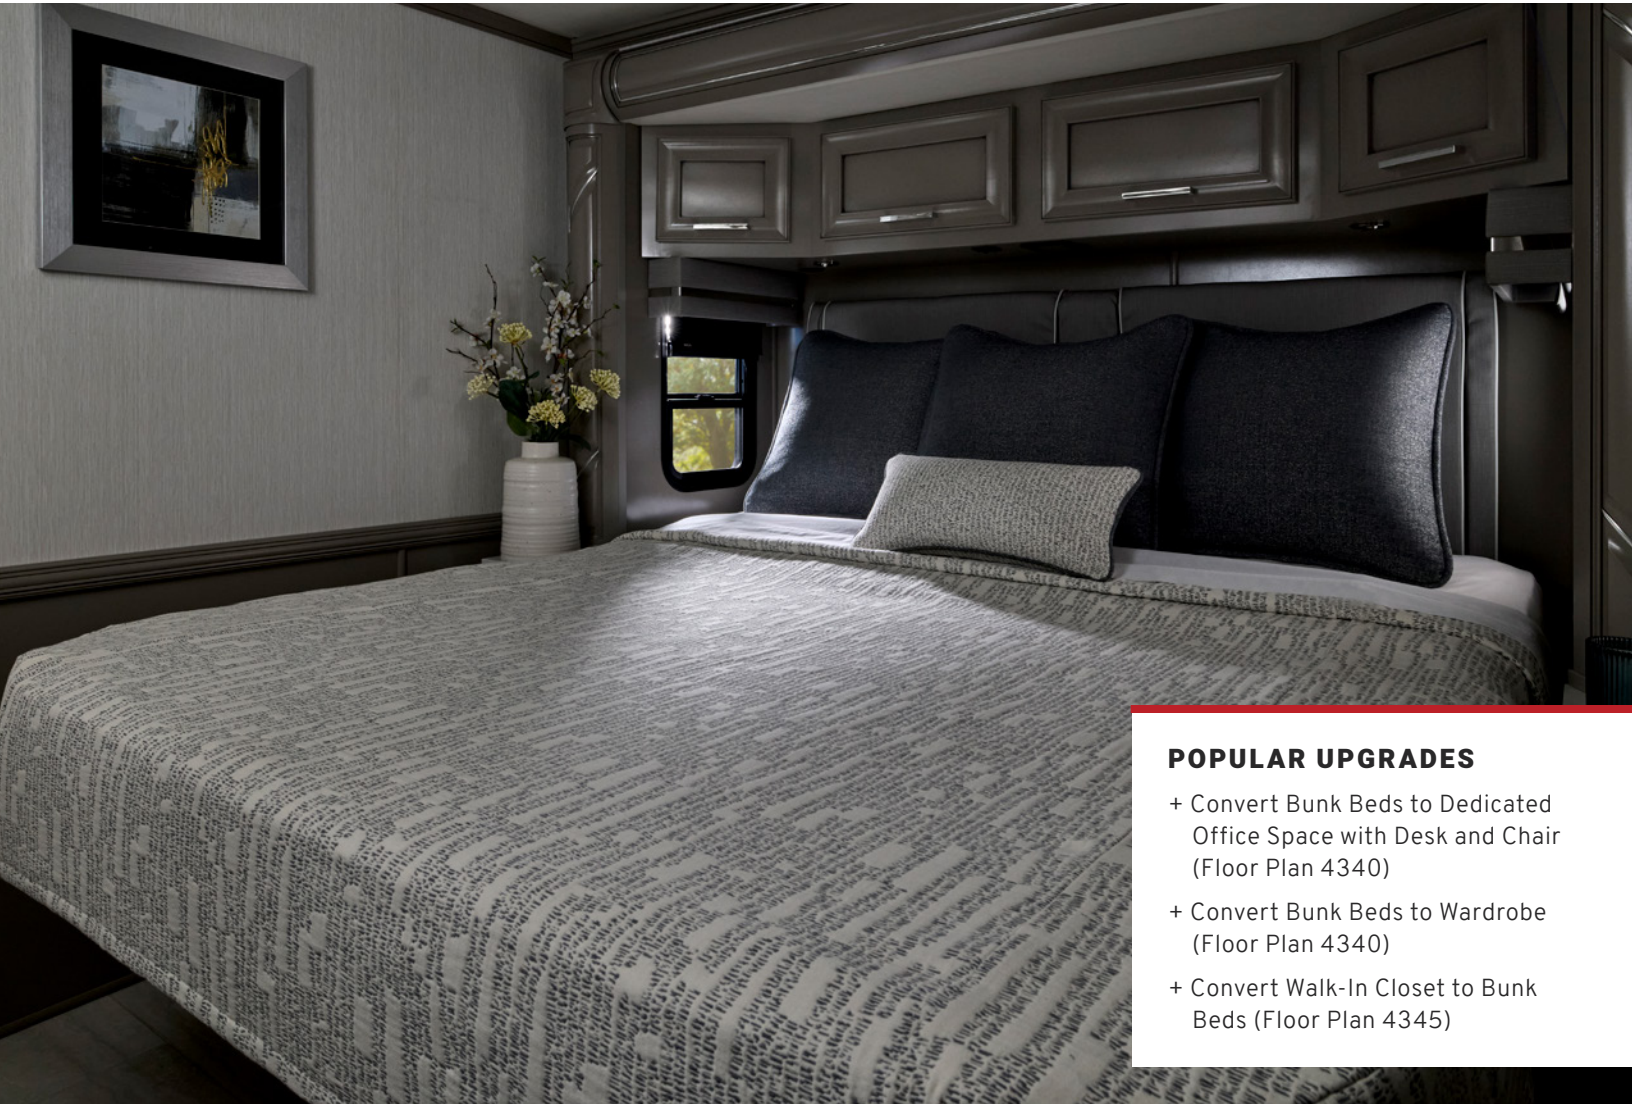 POPULAR UPGRADES
+ Convert Bunk Beds to Dedicated
Office Space with Desk and Chair
(Floor Plan 4340)
+ Convert Bunk Beds to Wardrobe
(Floor Plan 4340)
+ Convert Walk-In Closet to Bunk
Beds (Floor Plan 4345)